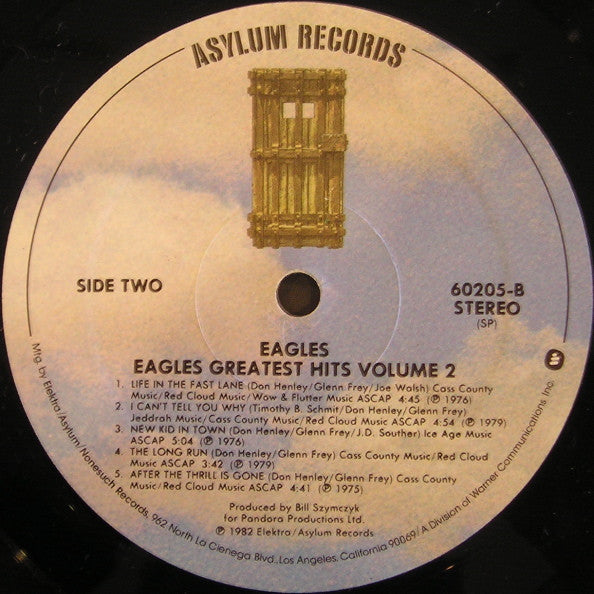 ASYLUM RECORDS
SIDE TWO
60205-B
STEREO
(SP)
EAGLES
EAGLES GREATEST HITS VOLUME 2
1. LIFE IN THE FAST LANE (Don Henley/Glenn Frey/Joe Walsh) Cass County
Music/Red Cloud Music/Wow & Flutter Music ASCAP 4:45 (℗ 1976)
2. I CAN'T TELL YOU WHY (Timothy B. Schmit/Don Henley/Glenn Frey)
Jeddrah Music/Cass County Music/Red Cloud Music ASCAP 4:54 (℗ 1979)
3. NEW KID IN TOWN (Don Henley/Glenn Frey/J.D. Souther) Ice Age Music
ASCAP 5:04 (℗ 1976)
4. THE LONG RUN (Don Henley/Glenn Frey) Cass County Music/Red Cloud
Music ASCAP 3:42 (℗ 1979)
5. AFTER THE THRILL IS GONE (Don Henley/Glenn Frey) Cass County
Music/Red Cloud Music ASCAP 4:41 (℗ 1975)
Produced by Bill Szymczyk
for Pandora Productions Ltd.
℗ 1982 Elektra/Asylum Records
Mfg. by Elektra/Asylum/Nonesuch Records, 962 North La Cienega Blvd., Los Angeles, California 90069/A Division of Warner Communications Inc.